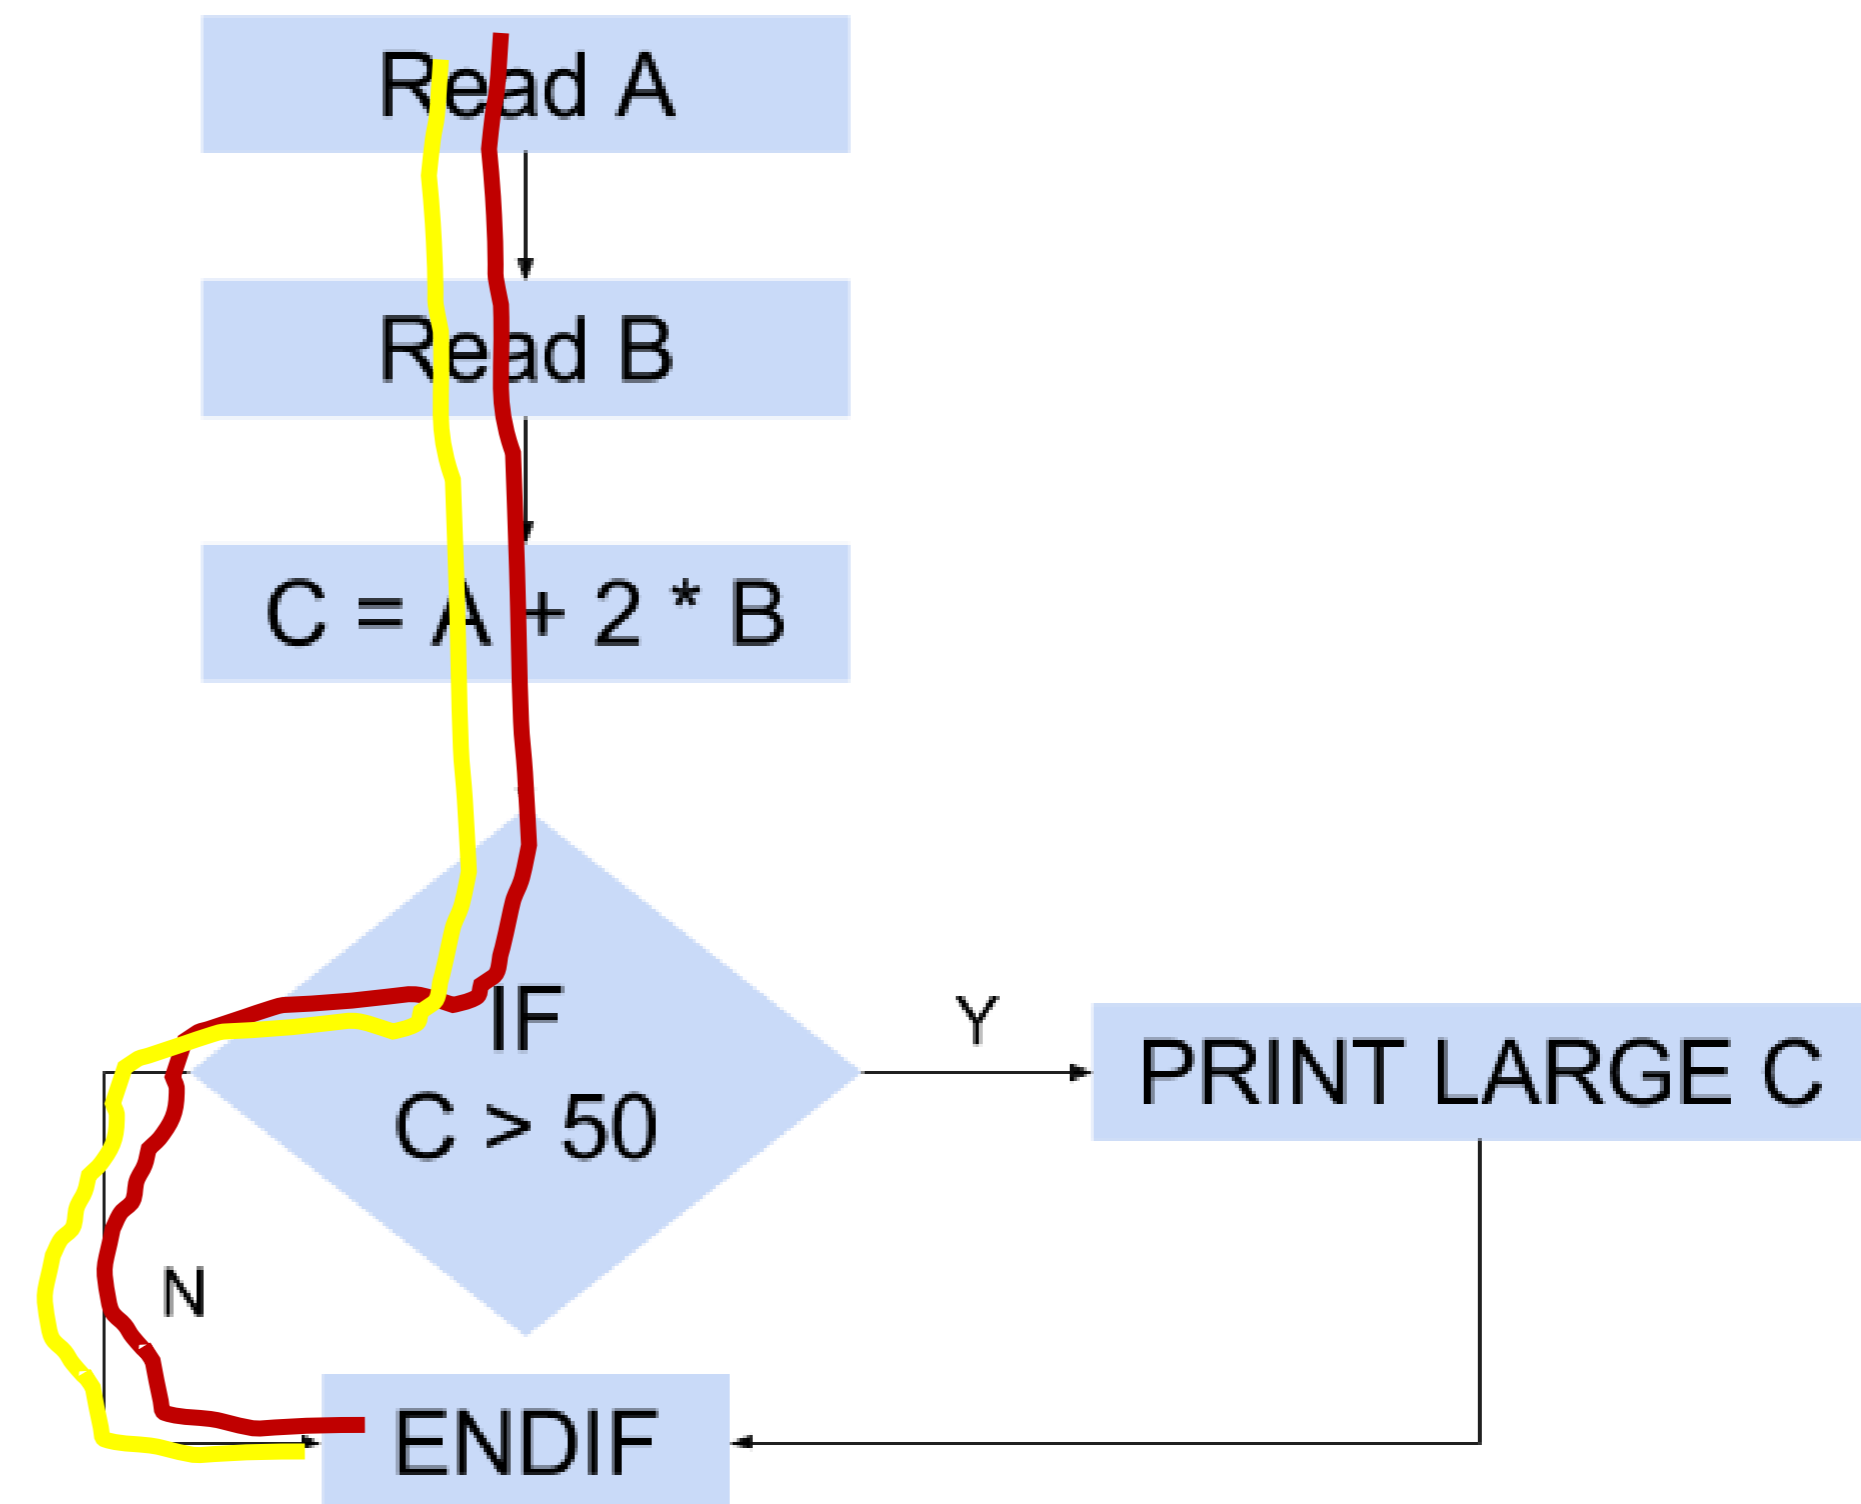 Read A
Read B
C = A + 2 * B
IF
C > 50
Y
PRINT LARGE C
N
ENDIF